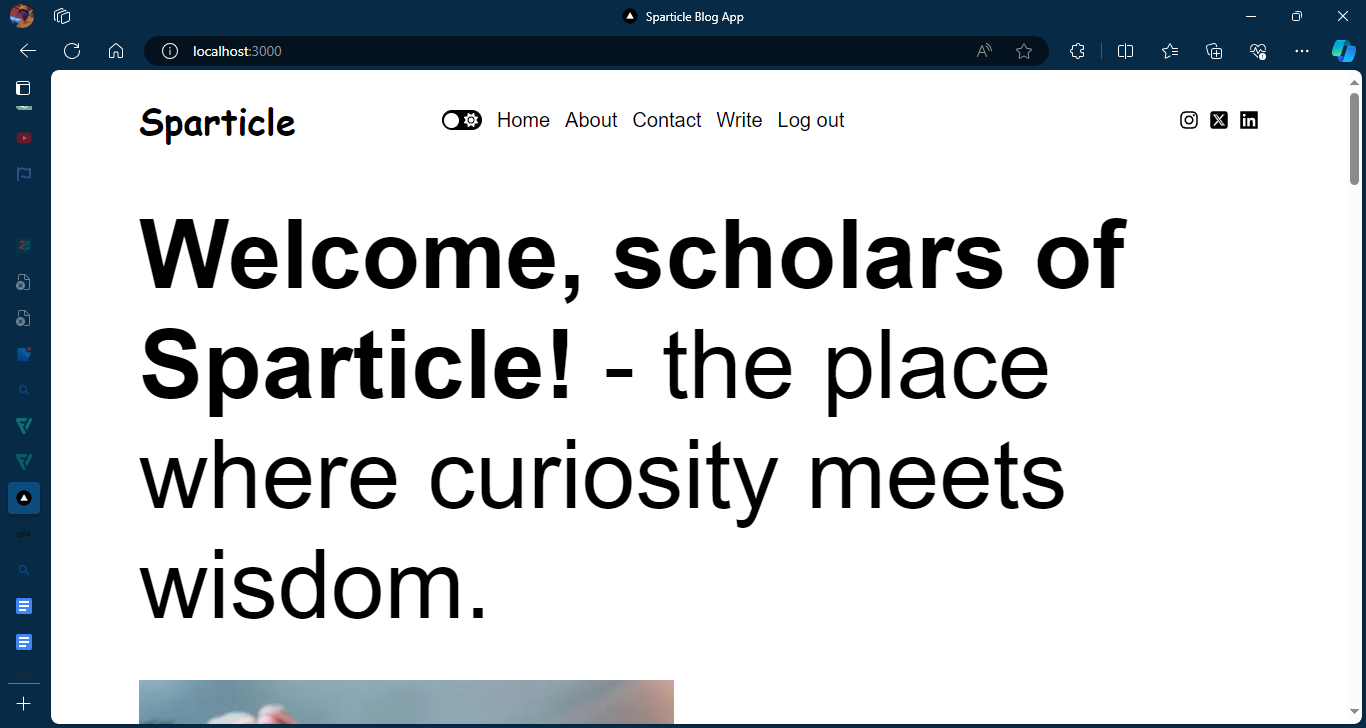 Sparticle Blog App
localhost:3000
Sparticle
Home About Contact Write Log out
Welcome, scholars of
Sparticle! - the place
where curiosity meets
wisdom.